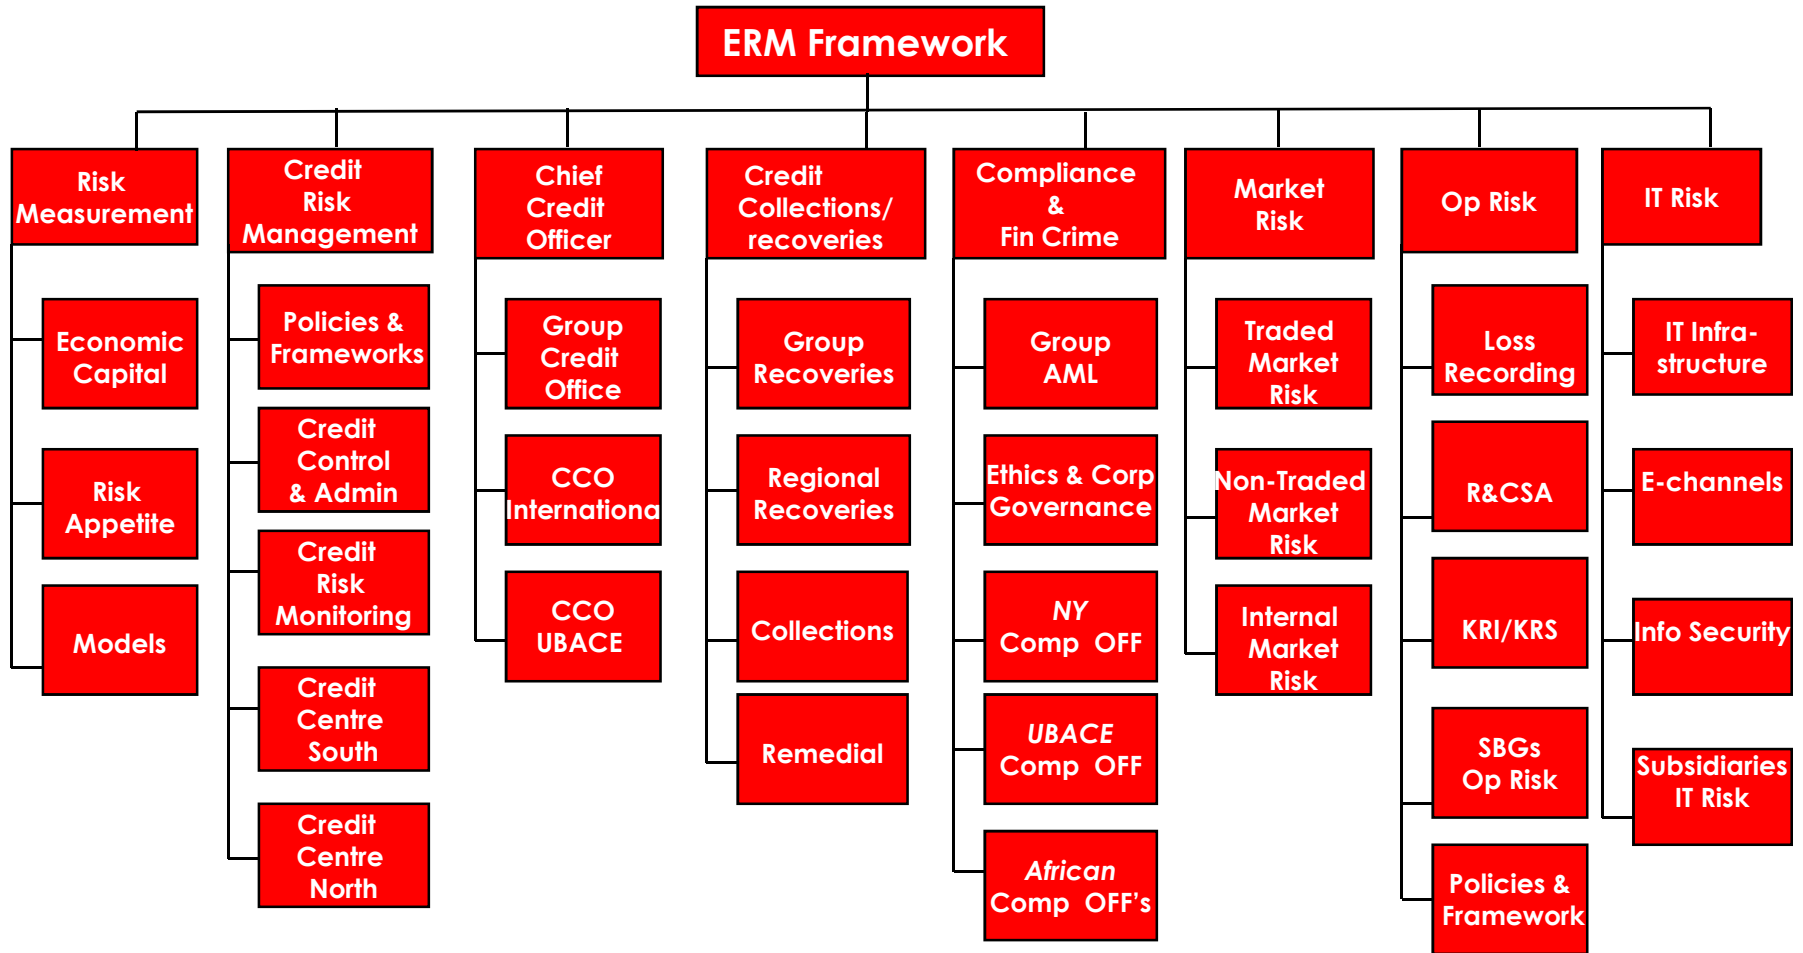 ERM Framework
Risk
Measurement
Economic
Capital
Risk
Appetite
Models
Credit
Risk
Management
Policies &
Frameworks
Credit
Control
& Admin
Credit
Risk
Monitoring
Credit
Centre
South
Credit
Centre
North
Chief
Credit
Officer
Group
Credit
Office
CCO
Internationa
CCO
UBACE
Credit
Collections/
recoveries
Group
Recoveries
Regional
Recoveries
Collections
Remedial
Compliance
&
Fin Crime
Group
AML
Ethics & Corp
Governance
NY
Comp OFF
UBACE
Comp OFF
African
Comp OFF's
Market
Risk
Traded
Market
Risk
Non-Traded
Market
Risk
Internal
Market
Risk
Op Risk
Loss
Recording
R&CSA
KRI/KRS
SBGs
Op Risk
Policies &
Framework
IT Risk
IT Infra-
structure
E-channels
Info Security
Subsidiaries
IT Risk